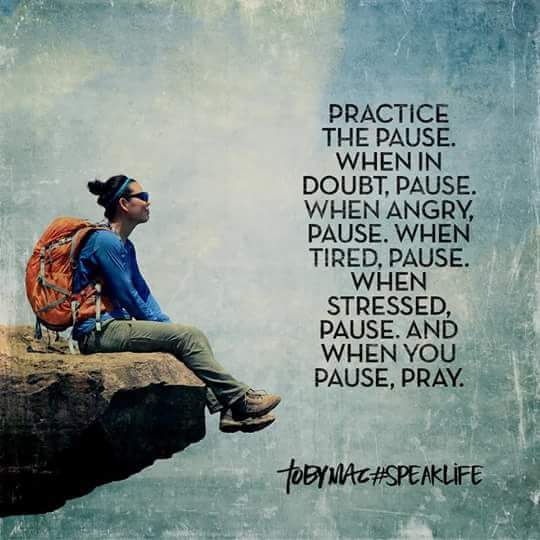 PRACTICE
THE PAUSE.
WHEN IN
DOUBT, PAUSE.
WHEN ANGRY,
PAUSE. WHEN
TIRED, PAUSE.
WHEN
STRESSED,
PAUSE. AND
WHEN YOU
PAUSE, PRAY.
TOBYMAC#SPEAKLIFE